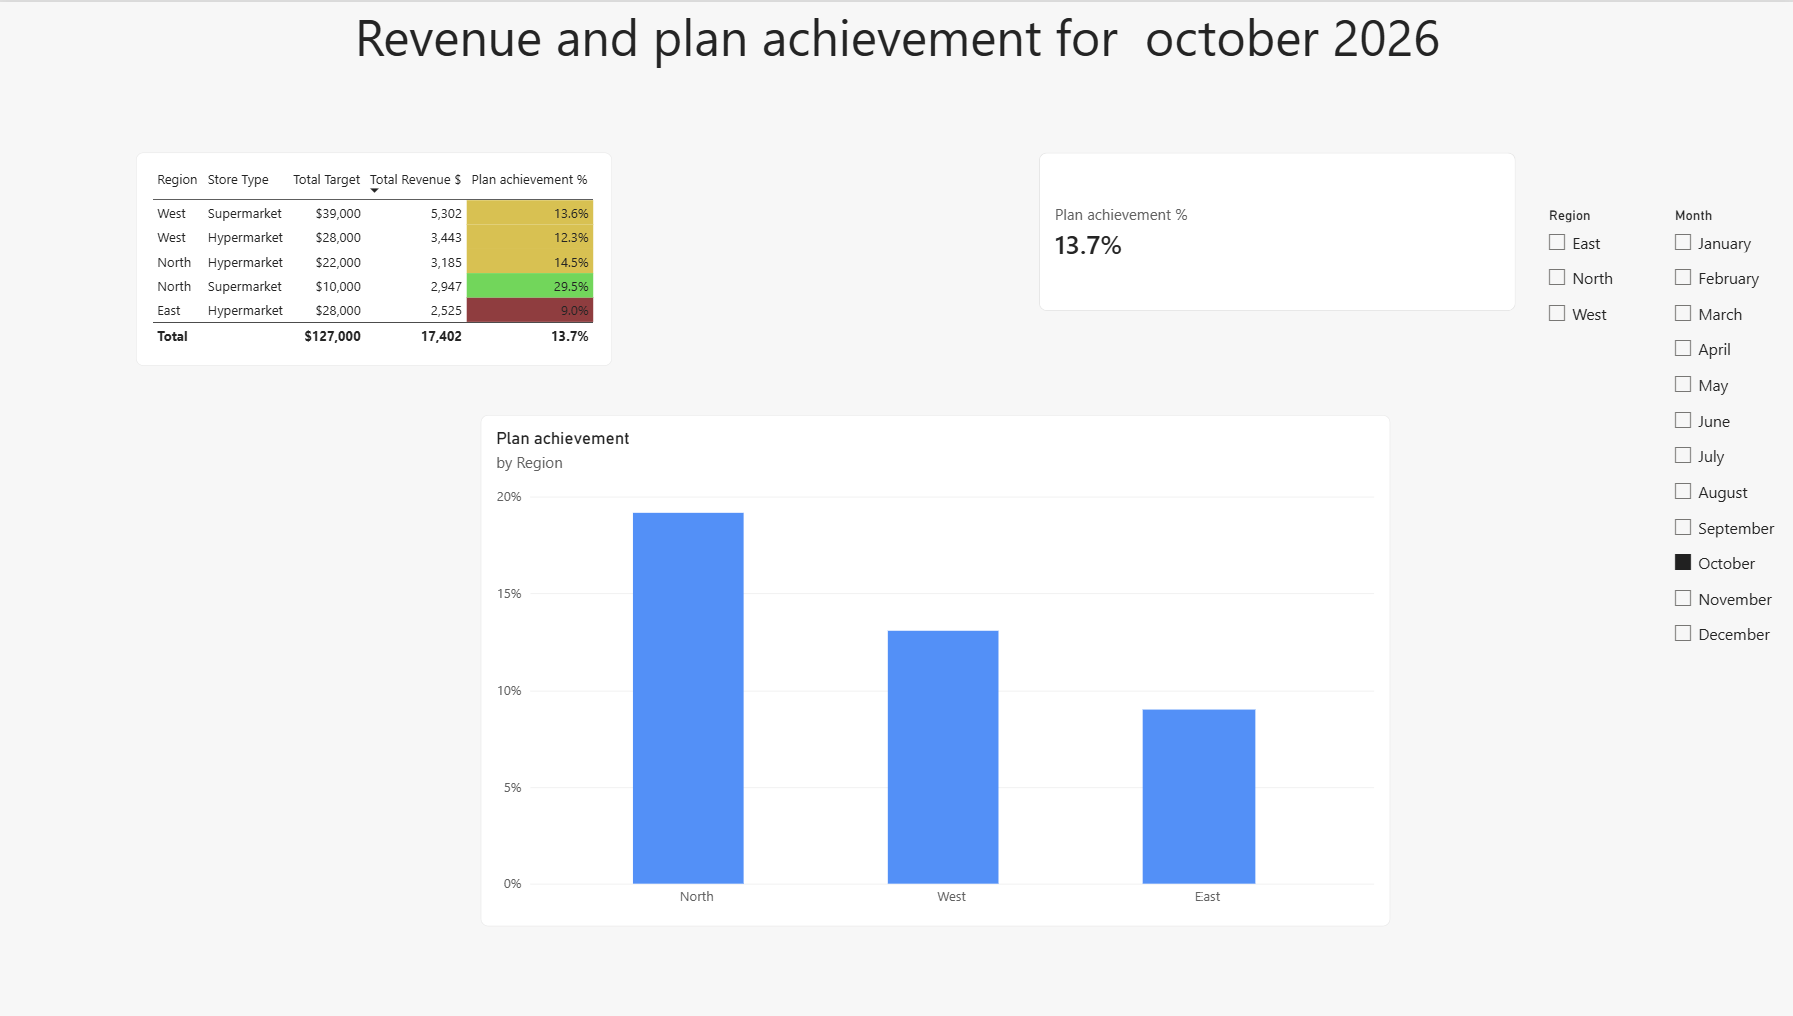 Revenue and plan achievement for october 2026
Region Store Type Total Target Total Revenue $ Plan achievement %
West Supermarket $39,000 5,302 13.6%
West Hypermarket $28,000 3,443 12.3%
North Hypermarket $22,000 3,185 14.5%
North Supermarket $10,000 2,947 29.5%
East Hypermarket $28,000 2,525 9.0%
Total $127,000 17,402 13.7%
Plan achievement %
13.7%
Region
East
North
West
Month
January
February
March
April
May
June
July
August
September
October
November
December
Plan achievement
by Region
20%
15%
10%
5%
0%
North West East